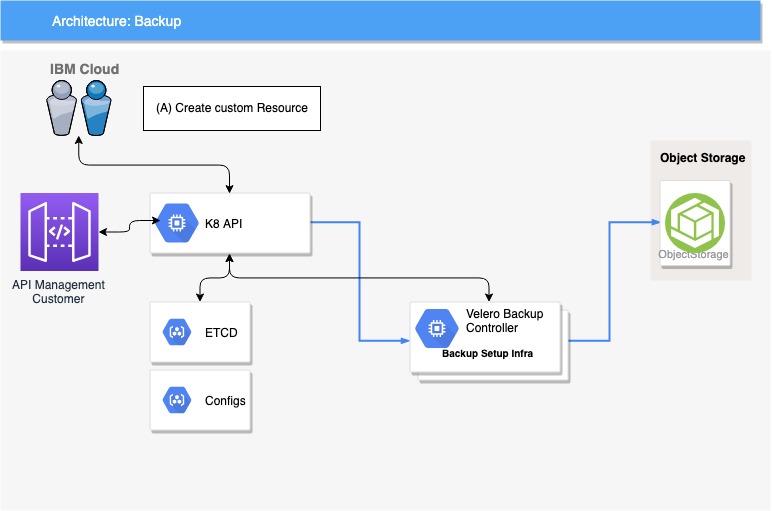 Architecture: Backup
IBM Cloud
(A) Create custom Resource
Object Storage
ObjectStorage
K8 API
API Management
Customer
ETCD
Velero Backup
Controller
Backup Setup Infra
Configs